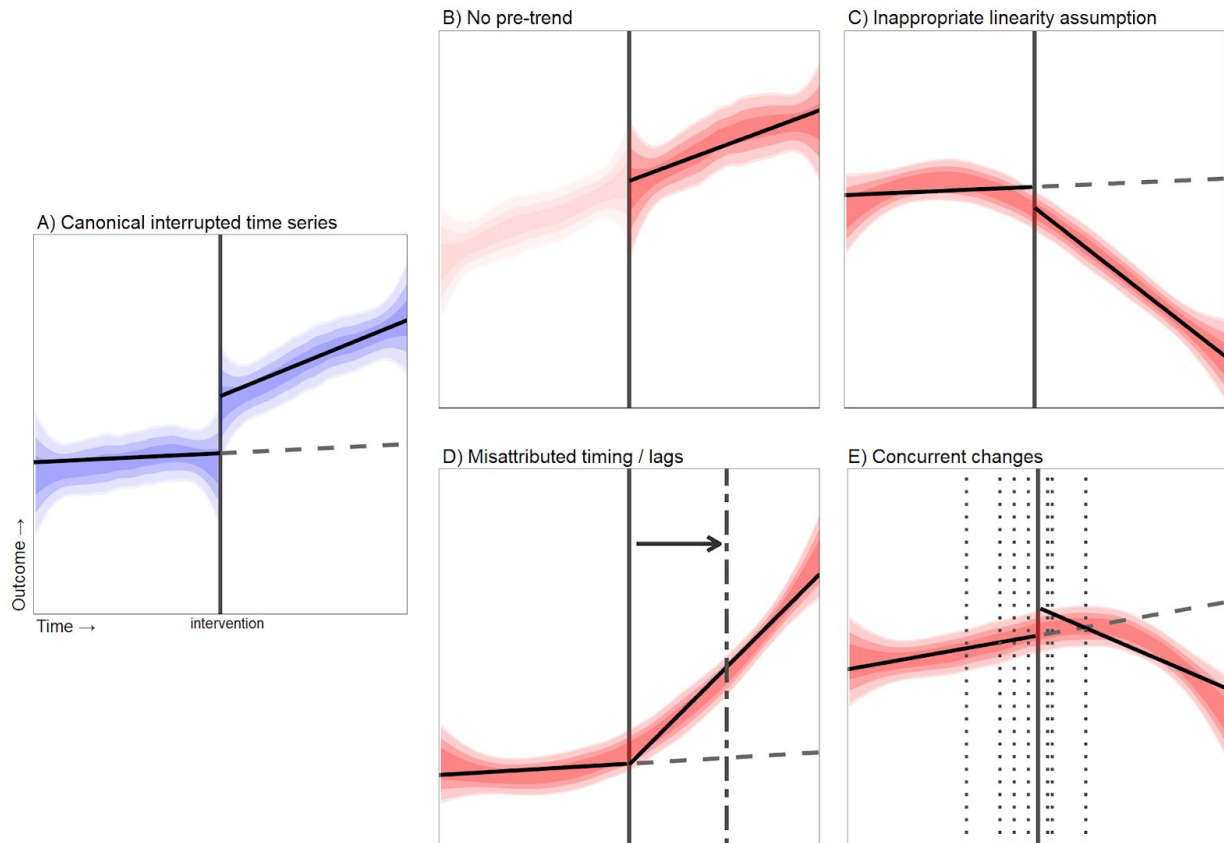 B) No pre-trend
C) Inappropriate linearity assumption
A) Canonical interrupted time series
Outcome →
Time →
intervention
D) Misattributed timing / lags
E) Concurrent changes